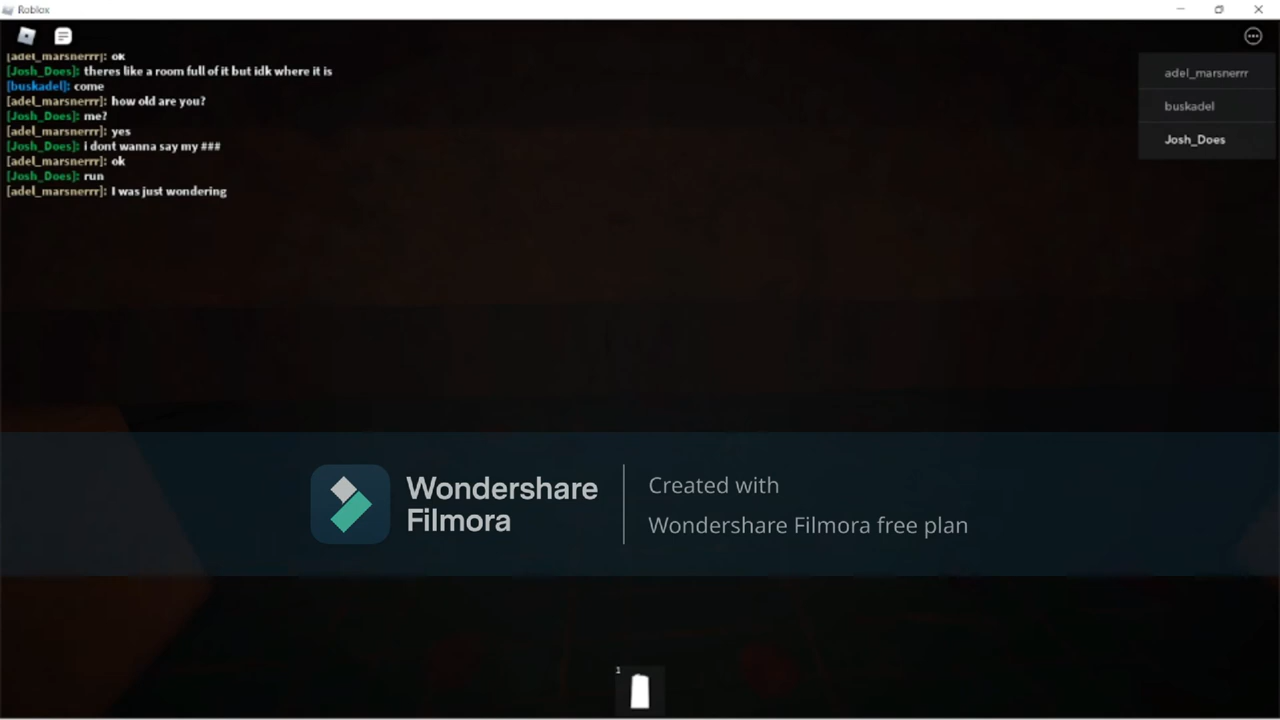 Roblox
[adel_marsnerrr]: ok
[Josh_Does]: theres like a room full of it but idk where it is
[buskadel]: come
[adel_marsnerrr]: how old are you?
[Josh_Does]: me?
[adel_marsnerrr]: yes
[Josh_Does]: i dont wanna say my ###
[adel_marsnerrr]: ok
[Josh_Does]: run
[adel_marsnerrr]: I was just wondering
adel_marsnerrr
buskadel
Josh_Does
Wondershare
Filmora
Created with
Wondershare Filmora free plan
1